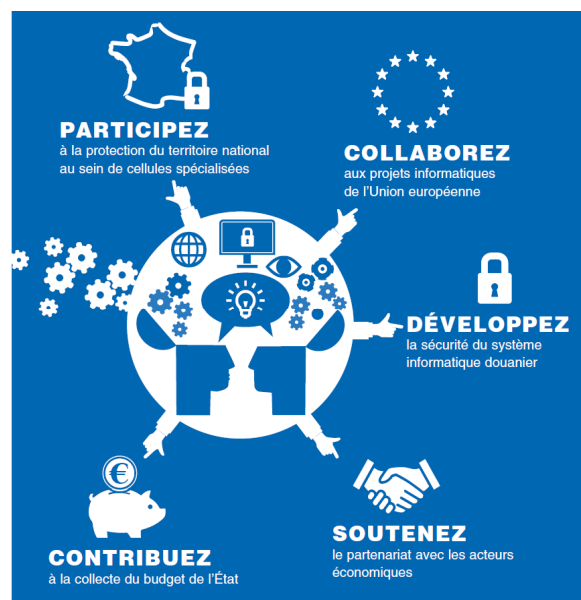 PARTICIPEZ
à la protection du territoire national
au sein de cellules spécialisées
COLLABOREZ
aux projets informatiques
de l'Union européenne
DÉVELOPPEZ
la sécurité du système
informatique douanier
SOUTENEZ
le partenariat avec les acteurs
économiques
€
CONTRIBUEZ
à la collecte du budget de l'État